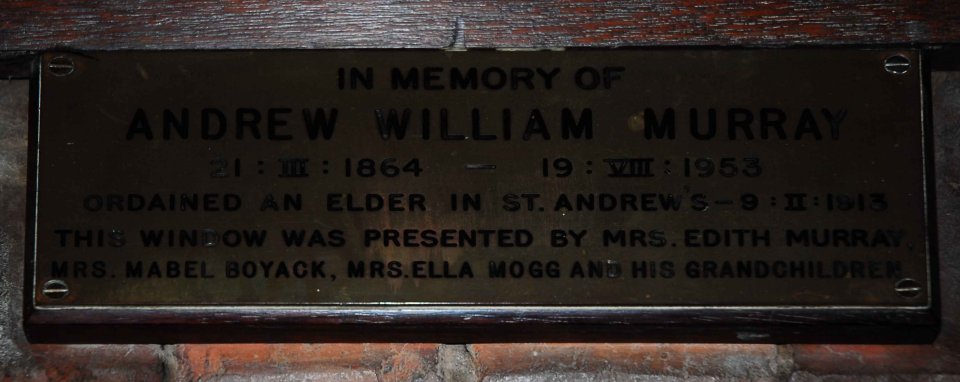 IN MEMORY OF
ANDREW WILLIAM MURRAY
21 : III : 1864 — 19 : VIII : 1953
ORDAINED AN ELDER IN ST. ANDREW'S – 9 : II : 1913
THIS WINDOW WAS PRESENTED BY MRS. EDITH MURRAY,
MRS. MABEL BOYACK, MRS. ELLA MOGG AND HIS GRANDCHILDREN